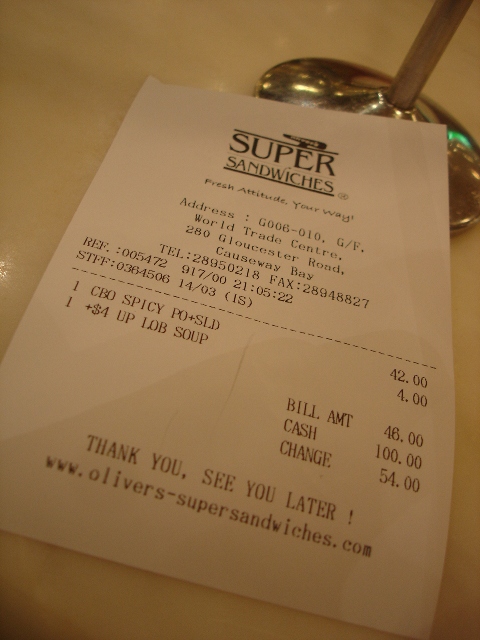 SUPER
SANDWICHES ®
Fresh Attitude, Your Way!
Address : G006-010, G/F.
World Trade Centre,
280 Gloucester Road,
Causeway Bay
TEL:28950218 FAX:28948827
REF.:005472 917/00 21:05:22
STFF:0364506 14/03 (IS)
1 CBO SPICY PO+SLD 42.00
1 +$4 UP LOB SOUP 4.00
BILL AMT 46.00
CASH 100.00
CHANGE 54.00
THANK YOU, SEE YOU LATER !
www.olivers-supersandwiches.com